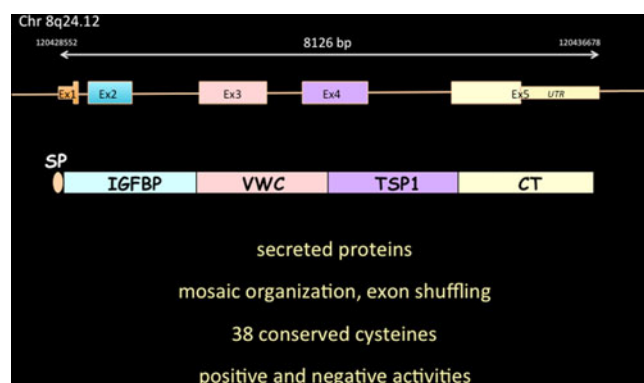 Chr 8q24.12
120428552 8126 bp 120436678
Ex1 Ex2 Ex3 Ex4 Ex5 UTR
SP
IGFBP VWC TSP1 CT
secreted proteins
mosaic organization, exon shuffling
38 conserved cysteines
positive and negative activities